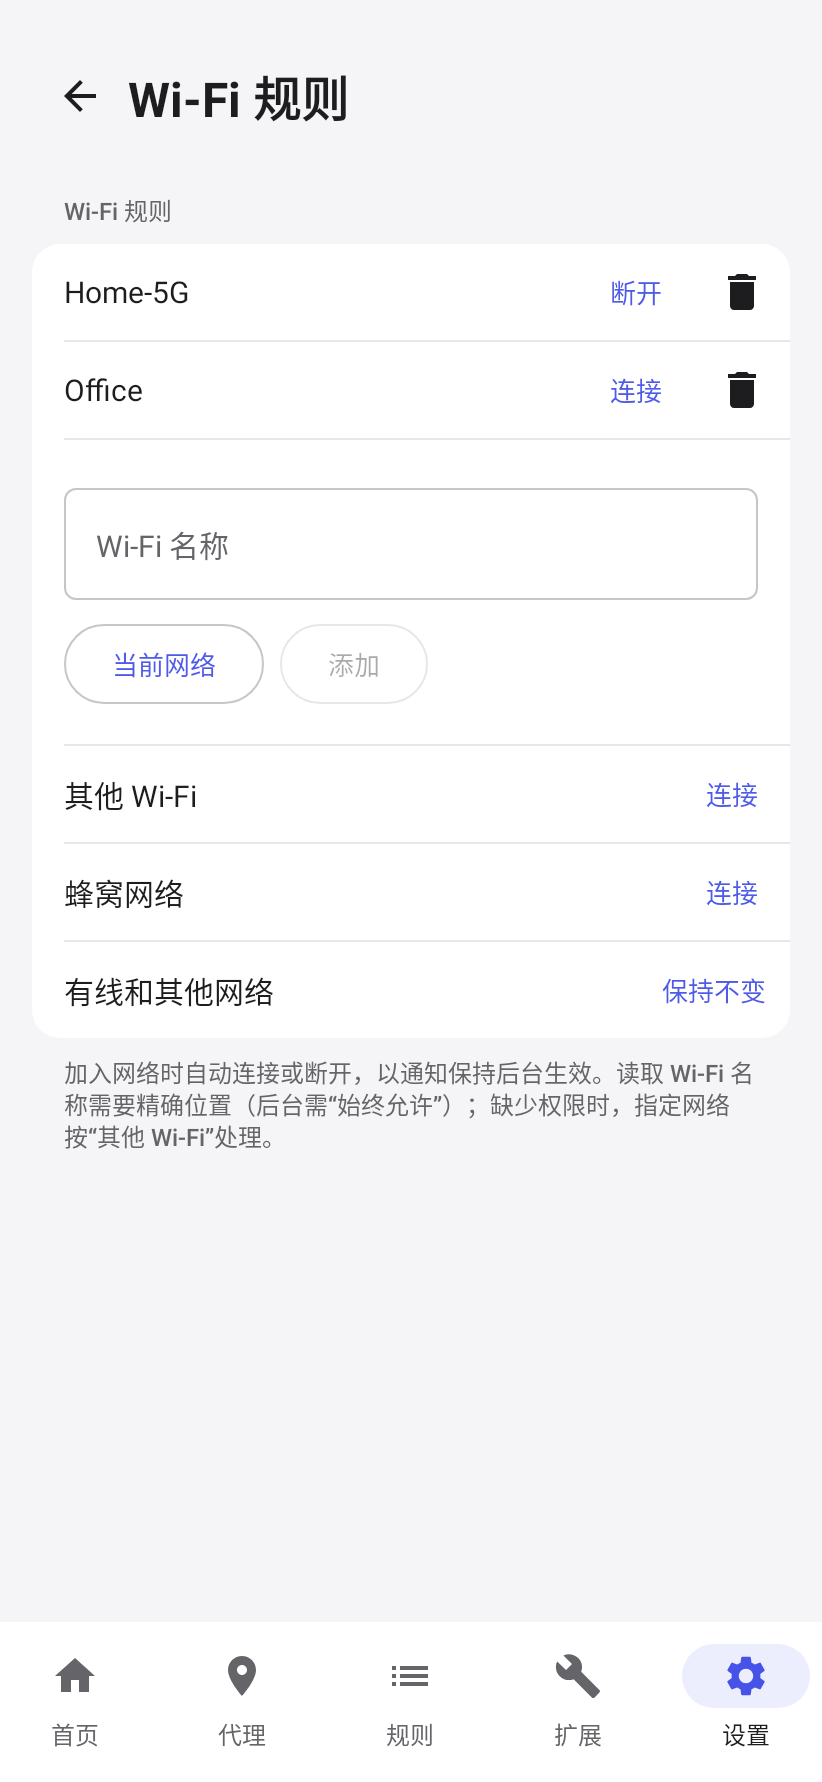 Wi-Fi 规则
Wi-Fi 规则
Home-5G 断开
Office 连接
Wi-Fi 名称
当前网络 添加
其他 Wi-Fi 连接
蜂窝网络 连接
有线和其他网络 保持不变
加入网络时自动连接或断开，以通知保持后台生效。读取 Wi-Fi 名
称需要精确位置（后台需“始终允许”）；缺少权限时，指定网络
按“其他 Wi-Fi”处理。
首页 代理 规则 扩展 设置